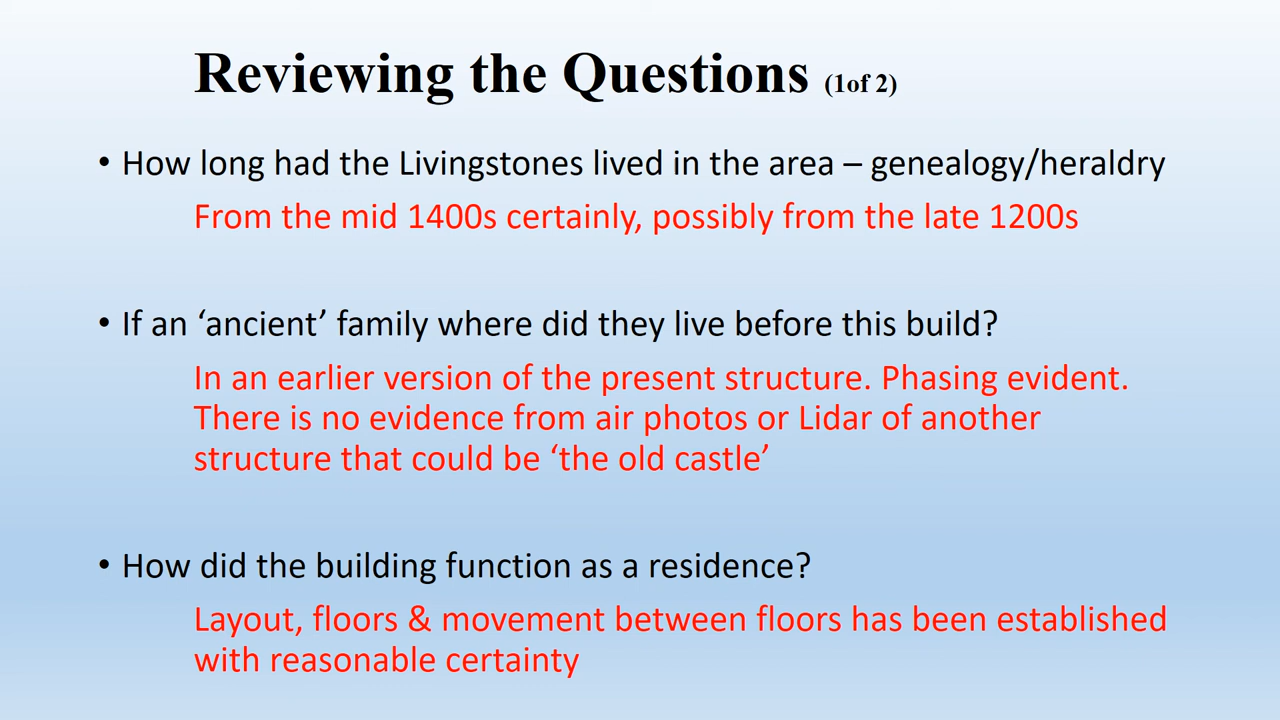 Reviewing the Questions (1of 2)
• How long had the Livingstones lived in the area – genealogy/heraldry
From the mid 1400s certainly, possibly from the late 1200s
• If an ‘ancient’ family where did they live before this build?
In an earlier version of the present structure. Phasing evident.
There is no evidence from air photos or Lidar of another
structure that could be ‘the old castle’
• How did the building function as a residence?
Layout, floors & movement between floors has been established
with reasonable certainty